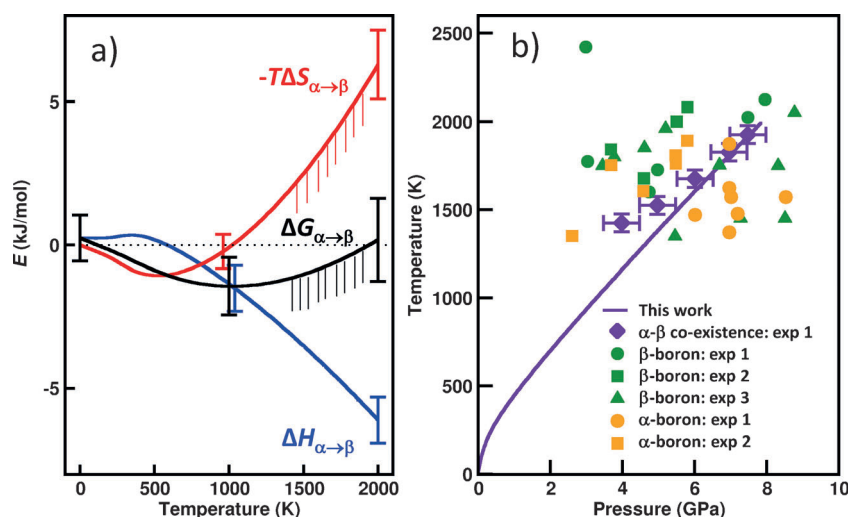 a)
5
0
-5
E (kJ/mol)
-TΔSα→β
ΔGα→β
ΔHα→β
0 500 1000 1500 2000
Temperature (K)
b)
2500
2000
1500
1000
500
0
Temperature (K)
This work
α-β co-existence: exp 1
β-boron: exp 1
β-boron: exp 2
β-boron: exp 3
α-boron: exp 1
α-boron: exp 2
0 2 4 6 8 10
Pressure (GPa)